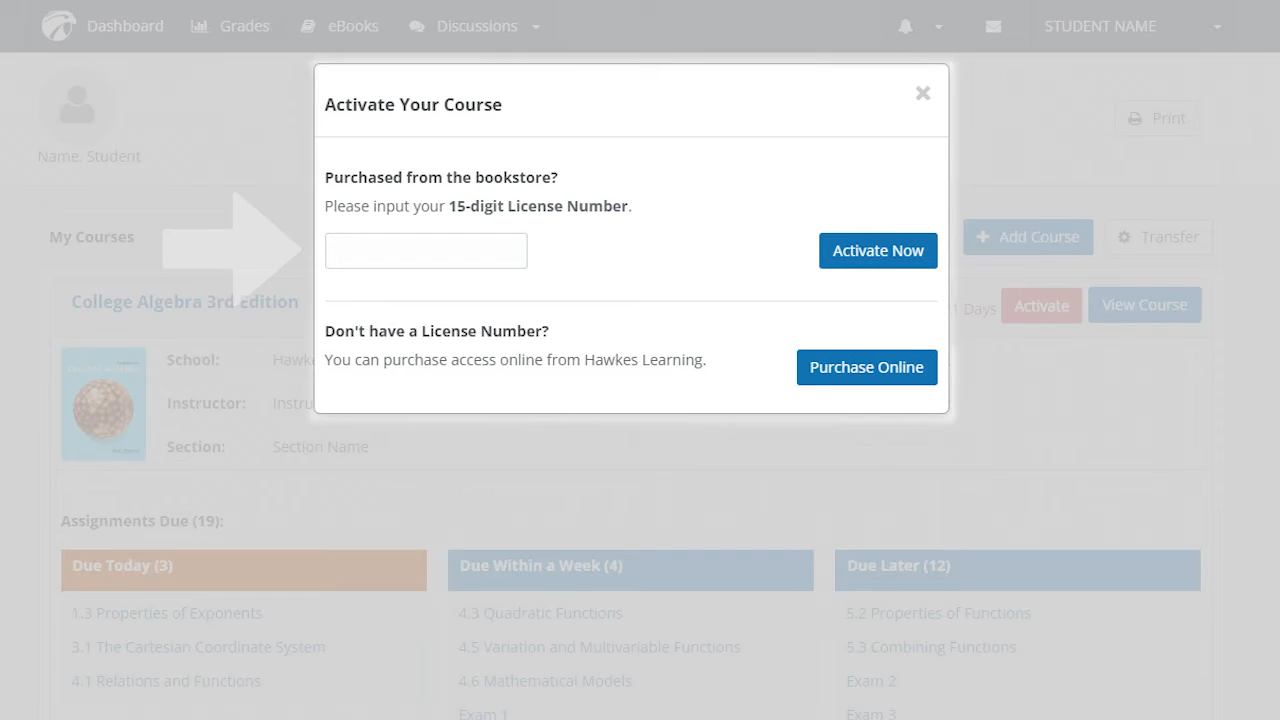 Dashboard Grades eBooks Discussions STUDENT NAME
Activate Your Course
Print
Name. Student
Purchased from the bookstore?
Please input your 15-digit License Number.
My Courses
Activate Now
Add Course Transfer
College Algebra 3rd Edition
1 Days Activate View Course
Don't have a License Number?
You can purchase access online from Hawkes Learning.
Purchase Online
School: Hawke
Instructor: Instru
Section: Section Name
Assignments Due (19):
Due Today (3)
1.3 Properties of Exponents
3.1 The Cartesian Coordinate System
4.1 Relations and Functions
Due Within a Week (4)
4.3 Quadratic Functions
4.5 Variation and Multivariable Functions
4.6 Mathematical Models
Exam 1
Due Later (12)
5.2 Properties of Functions
5.3 Combining Functions
Exam 2
Exam 3